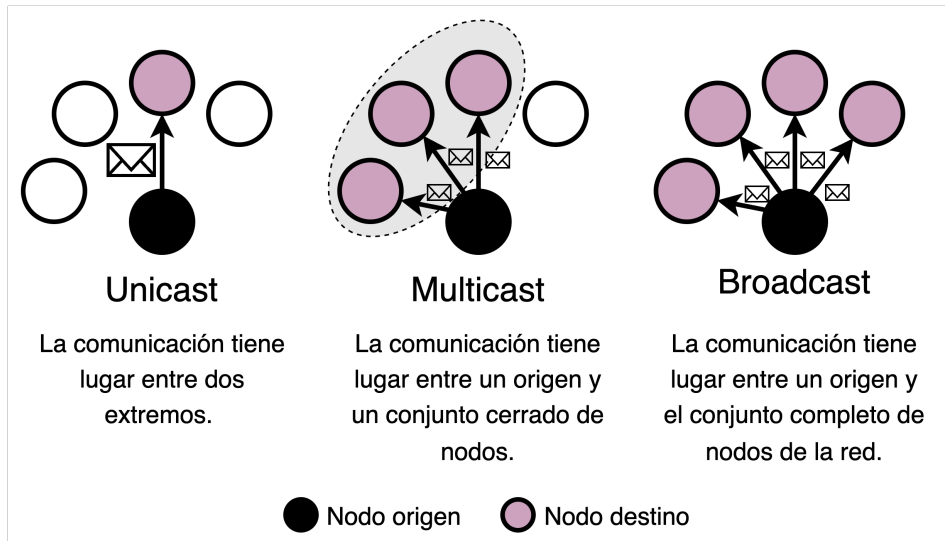 Unicast
La comunicación tiene
lugar entre dos
extremos.
Multicast
La comunicación tiene
lugar entre un origen y
un conjunto cerrado de
nodos.
Broadcast
La comunicación tiene
lugar entre un origen y
el conjunto completo de
nodos de la red.
Nodo origen
Nodo destino